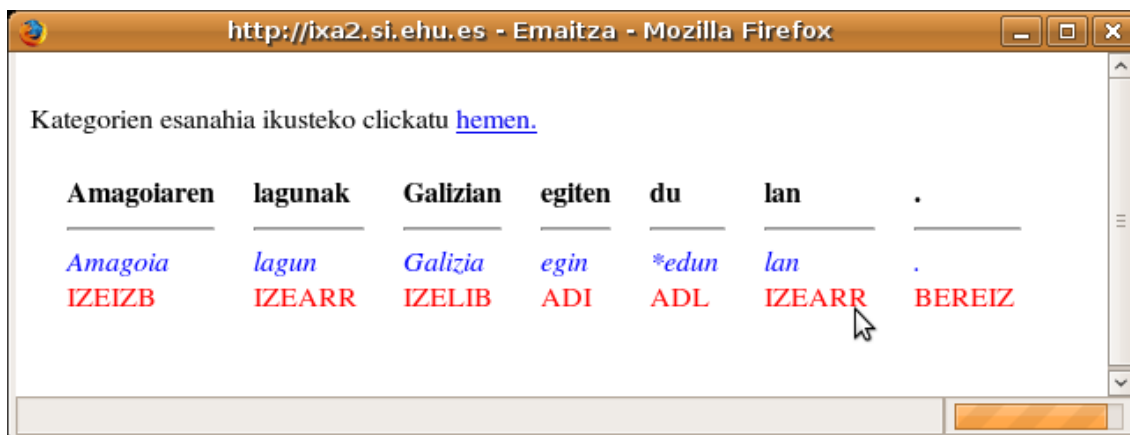 http://ixa2.si.ehu.es - Emaitza - Mozilla Firefox
Kategorien esanahia ikusteko clickatu hemen.
Amagoiaren lagunak Galizian egiten du lan .
Amagoia lagun Galizia egin *edun lan .
IZEIZB IZEARR IZELIB ADI ADL IZEARR BEREIZ